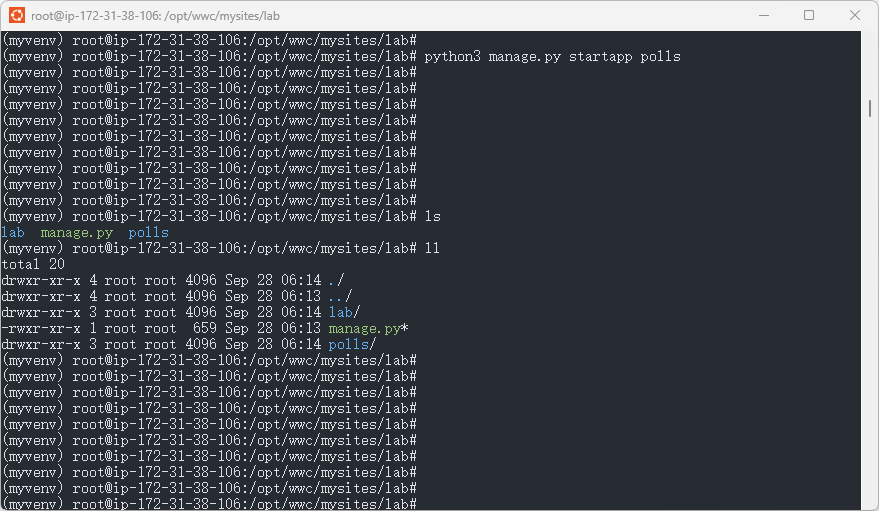 root@ip-172-31-38-106: /opt/wwc/mysites/lab
(myvenv) root@ip-172-31-38-106:/opt/wwc/mysites/lab#
(myvenv) root@ip-172-31-38-106:/opt/wwc/mysites/lab# python3 manage.py startapp polls
(myvenv) root@ip-172-31-38-106:/opt/wwc/mysites/lab#
(myvenv) root@ip-172-31-38-106:/opt/wwc/mysites/lab#
(myvenv) root@ip-172-31-38-106:/opt/wwc/mysites/lab#
(myvenv) root@ip-172-31-38-106:/opt/wwc/mysites/lab#
(myvenv) root@ip-172-31-38-106:/opt/wwc/mysites/lab#
(myvenv) root@ip-172-31-38-106:/opt/wwc/mysites/lab#
(myvenv) root@ip-172-31-38-106:/opt/wwc/mysites/lab#
(myvenv) root@ip-172-31-38-106:/opt/wwc/mysites/lab#
(myvenv) root@ip-172-31-38-106:/opt/wwc/mysites/lab#
(myvenv) root@ip-172-31-38-106:/opt/wwc/mysites/lab# ls
lab  manage.py  polls
(myvenv) root@ip-172-31-38-106:/opt/wwc/mysites/lab# ll
total 20
drwxr-xr-x 4 root root 4096 Sep 28 06:14 ./
drwxr-xr-x 4 root root 4096 Sep 28 06:13 ../
drwxr-xr-x 3 root root 4096 Sep 28 06:14 lab/
-rwxr-xr-x 1 root root  659 Sep 28 06:13 manage.py*
drwxr-xr-x 3 root root 4096 Sep 28 06:14 polls/
(myvenv) root@ip-172-31-38-106:/opt/wwc/mysites/lab#
(myvenv) root@ip-172-31-38-106:/opt/wwc/mysites/lab#
(myvenv) root@ip-172-31-38-106:/opt/wwc/mysites/lab#
(myvenv) root@ip-172-31-38-106:/opt/wwc/mysites/lab#
(myvenv) root@ip-172-31-38-106:/opt/wwc/mysites/lab#
(myvenv) root@ip-172-31-38-106:/opt/wwc/mysites/lab#
(myvenv) root@ip-172-31-38-106:/opt/wwc/mysites/lab#
(myvenv) root@ip-172-31-38-106:/opt/wwc/mysites/lab#
(myvenv) root@ip-172-31-38-106:/opt/wwc/mysites/lab#
(myvenv) root@ip-172-31-38-106:/opt/wwc/mysites/lab#